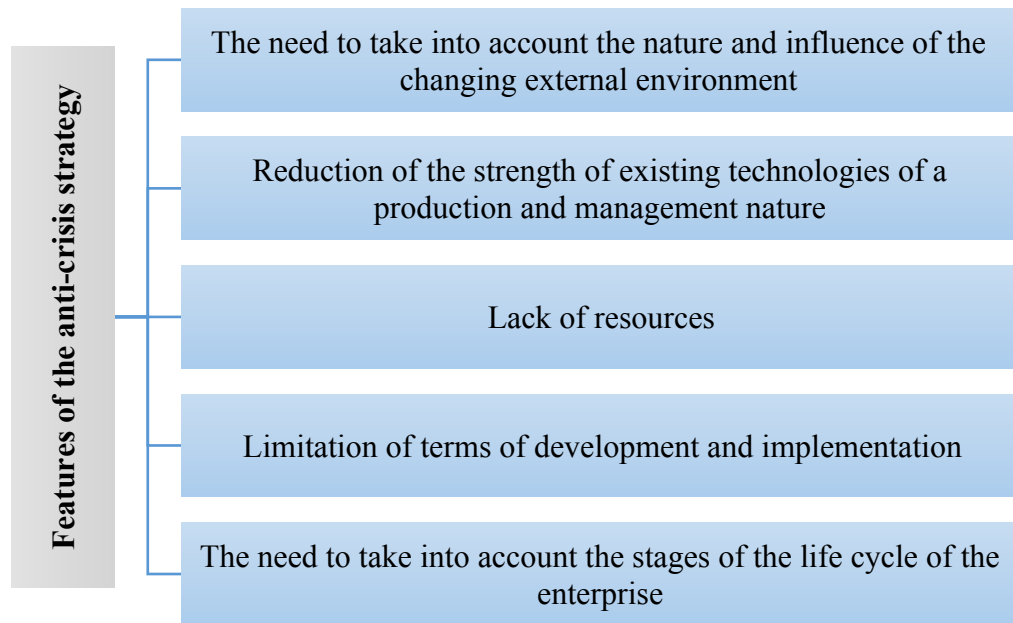 Features of the anti-crisis strategy
The need to take into account the nature and influence of the
changing external environment
Reduction of the strength of existing technologies of a
production and management nature
Lack of resources
Limitation of terms of development and implementation
The need to take into account the stages of the life cycle of the
enterprise